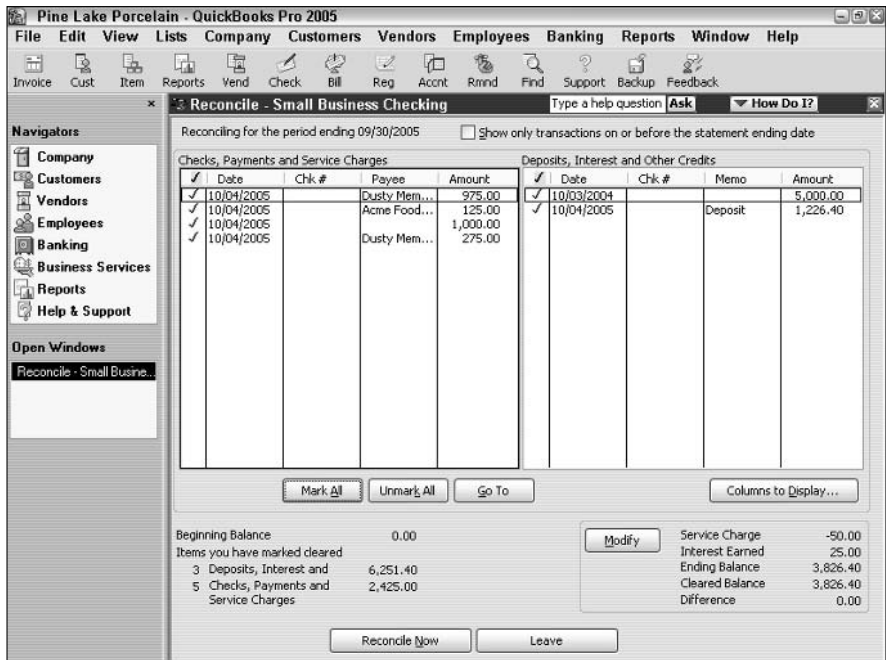 Pine Lake Porcelain - QuickBooks Pro 2005
File Edit View Lists Company Customers Vendors Employees Banking Reports Window Help
Invoice Cust Item Reports Vend Check Bill Reg Accnt Rmnd Find Support Backup Feedback
Reconcile - Small Business Checking Type a help question Ask How Do I?
Navigators
Company
Customers
Vendors
Employees
Banking
Business Services
Reports
Help & Support
Open Windows
Reconcile - Small Busine...
Reconciling for the period ending 09/30/2005 Show only transactions on or before the statement ending date
Checks, Payments and Service Charges
✓ Date Chk # Payee Amount
✓ 10/04/2005 Dusty Mem... 975.00
✓ 10/04/2005 Acme Food... 125.00
✓ 10/04/2005 1,000.00
✓ 10/04/2005 Dusty Mem... 275.00
Deposits, Interest and Other Credits
✓ Date Chk # Memo Amount
✓ 10/03/2004 5,000.00
✓ 10/04/2005 Deposit 1,226.40
Mark All Unmark All Go To Columns to Display...
Beginning Balance 0.00
Items you have marked cleared
3 Deposits, Interest and 6,251.40
5 Checks, Payments and 2,425.00
Service Charges
Modify
Service Charge -50.00
Interest Earned 25.00
Ending Balance 3,826.40
Cleared Balance 3,826.40
Difference 0.00
Reconcile Now Leave